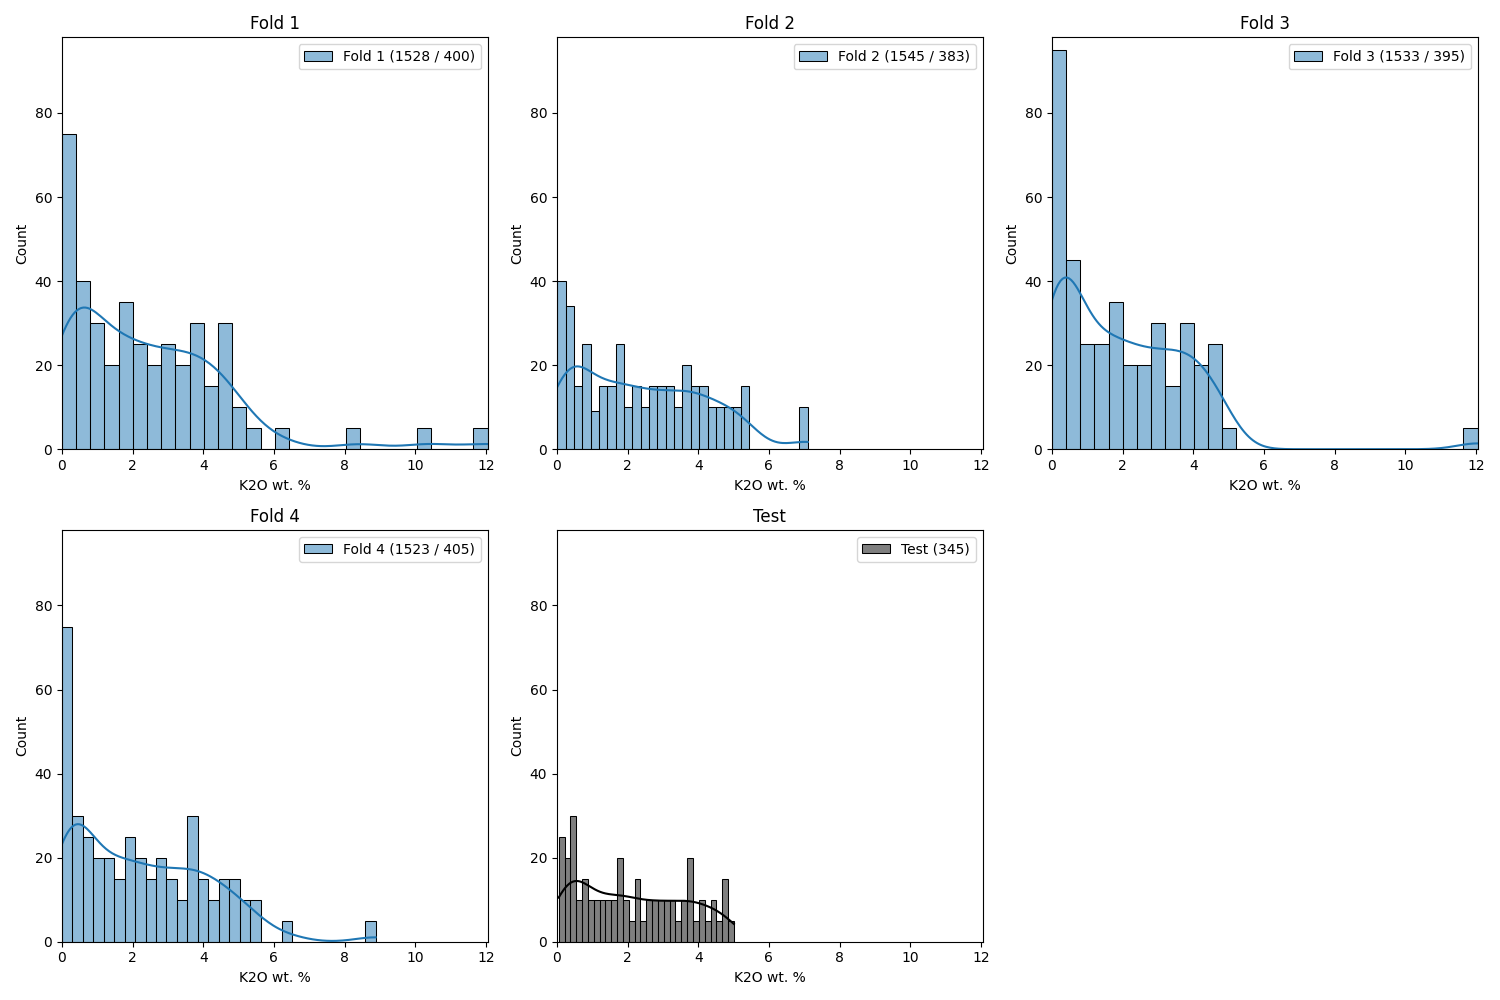 Fold 1
Fold 1 (1528 / 400)
Count
0 20 40 60 80
0 2 4 6 8 10 12
K2O wt. %
Fold 2
Fold 2 (1545 / 383)
Count
0 20 40 60 80
0 2 4 6 8 10 12
K2O wt. %
Fold 3
Fold 3 (1533 / 395)
Count
0 20 40 60 80
0 2 4 6 8 10 12
K2O wt. %
Fold 4
Fold 4 (1523 / 405)
Count
0 20 40 60 80
0 2 4 6 8 10 12
K2O wt. %
Test
Test (345)
Count
0 20 40 60 80
0 2 4 6 8 10 12
K2O wt. %